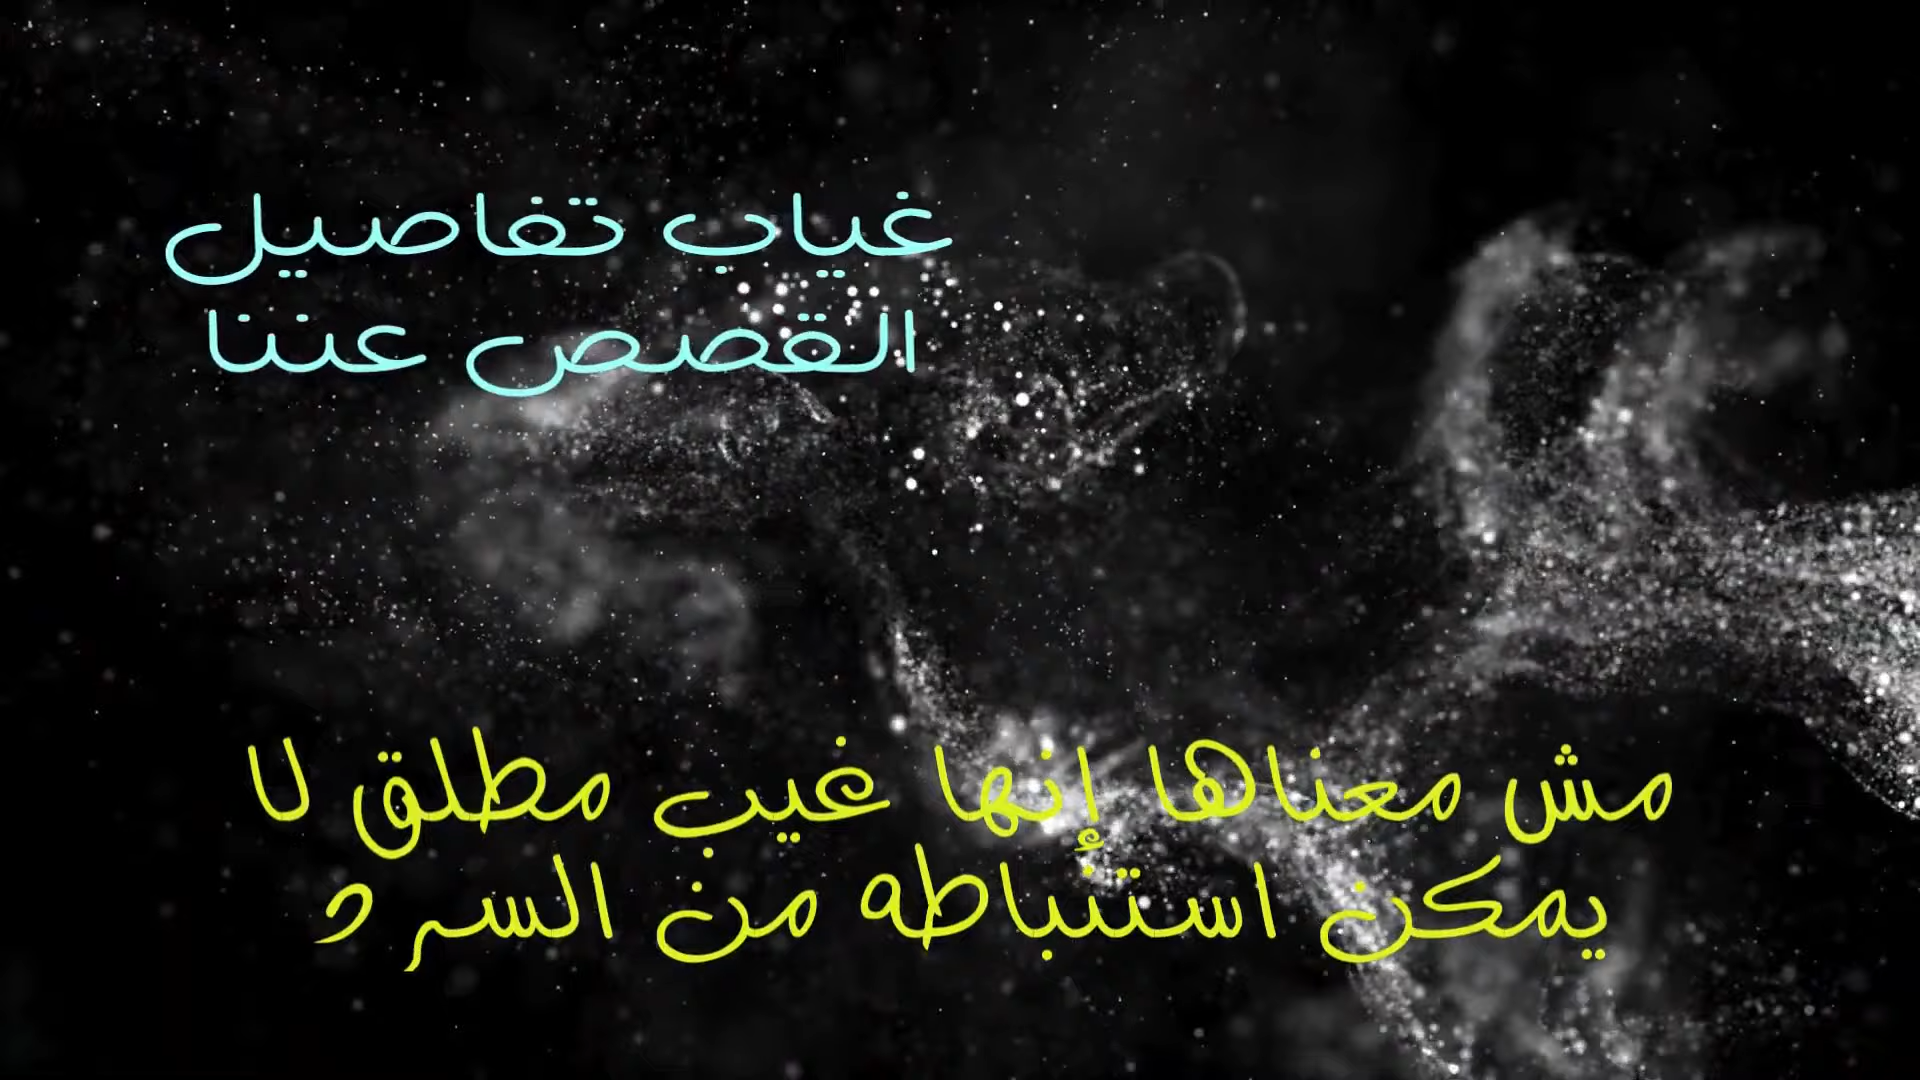 غياب تفاصيل
القصص عننا
مش معناها إنها غيب مطلق لا
يمكن استنباطه من السرد